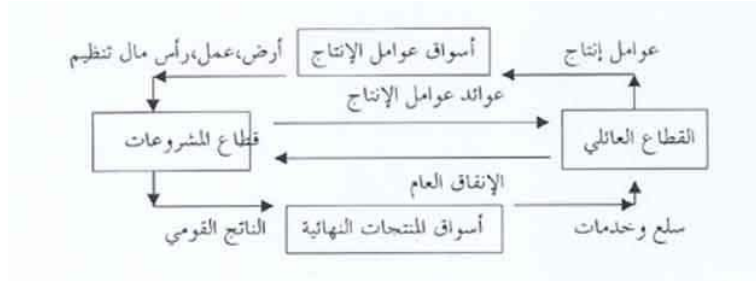 عوامل إنتاج
أسواق عوامل الإنتاج
أرض،عمل،رأس مال تنظيم
عوائد عوامل الإنتاج
القطاع العائلي
قطاع المشروعات
الإنفاق العام
سلع وخدمات
أسواق المنتجات النهائية
الناتج القومي